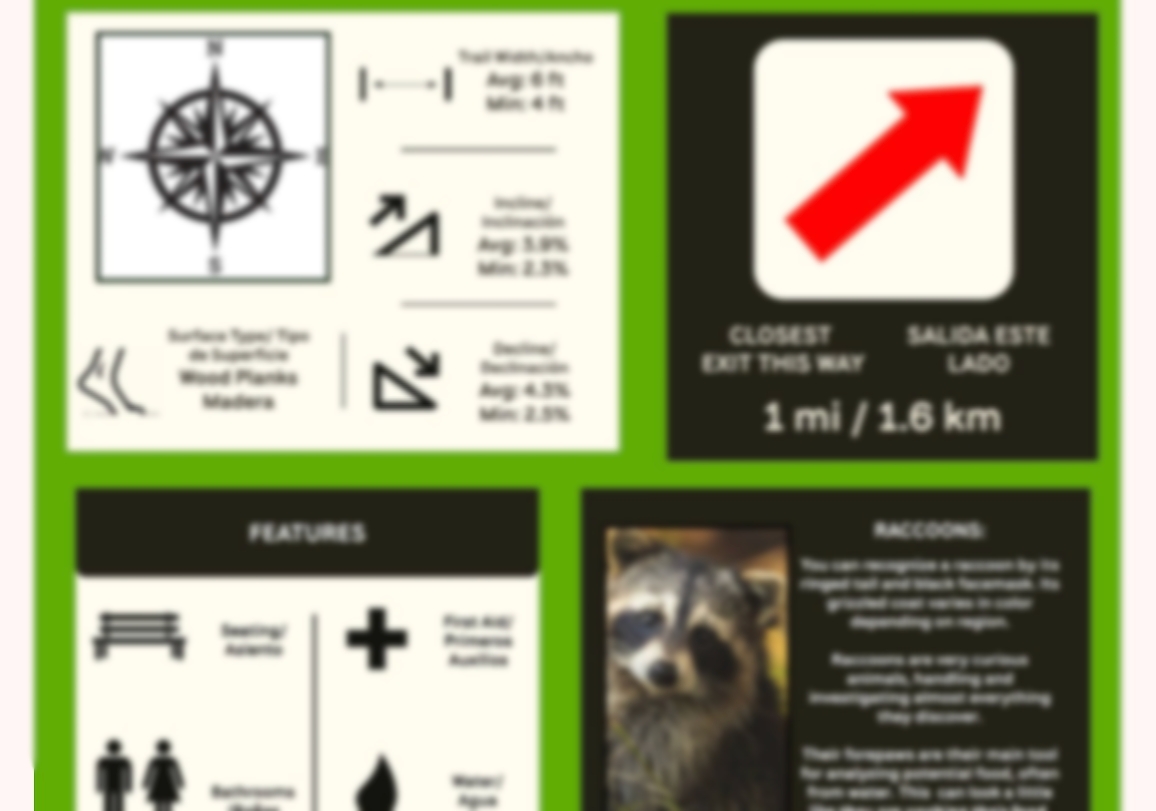 N
S
Trail Width/Ancho
Avg: 6 ft
Min: 4 ft
Incline/
Inclinación
Avg: 3.9%
Min: 2.3%
Surface Type/ Tipo
de Superficie
Wood Planks
Madera
Decline/
Declinación
Avg: 4.3%
Min: 2.5%
CLOSEST
EXIT THIS WAY
SALIDA ESTE
LADO
1 mi / 1.6 km
FEATURES
Seating/
Asiento
First Aid/
Primeros
Auxilios
Bathrooms
Water/
Agua
RACCOONS:
You can recognize a raccoon by its
ringed tail and black facemask. Its
grizzled coat varies in color
depending on region.
Raccoons are very curious
animals, handling and
investigating almost everything
they discover.
Their forepaws are their main tool
for analyzing potential food, often
from water. This can look a little
like they are